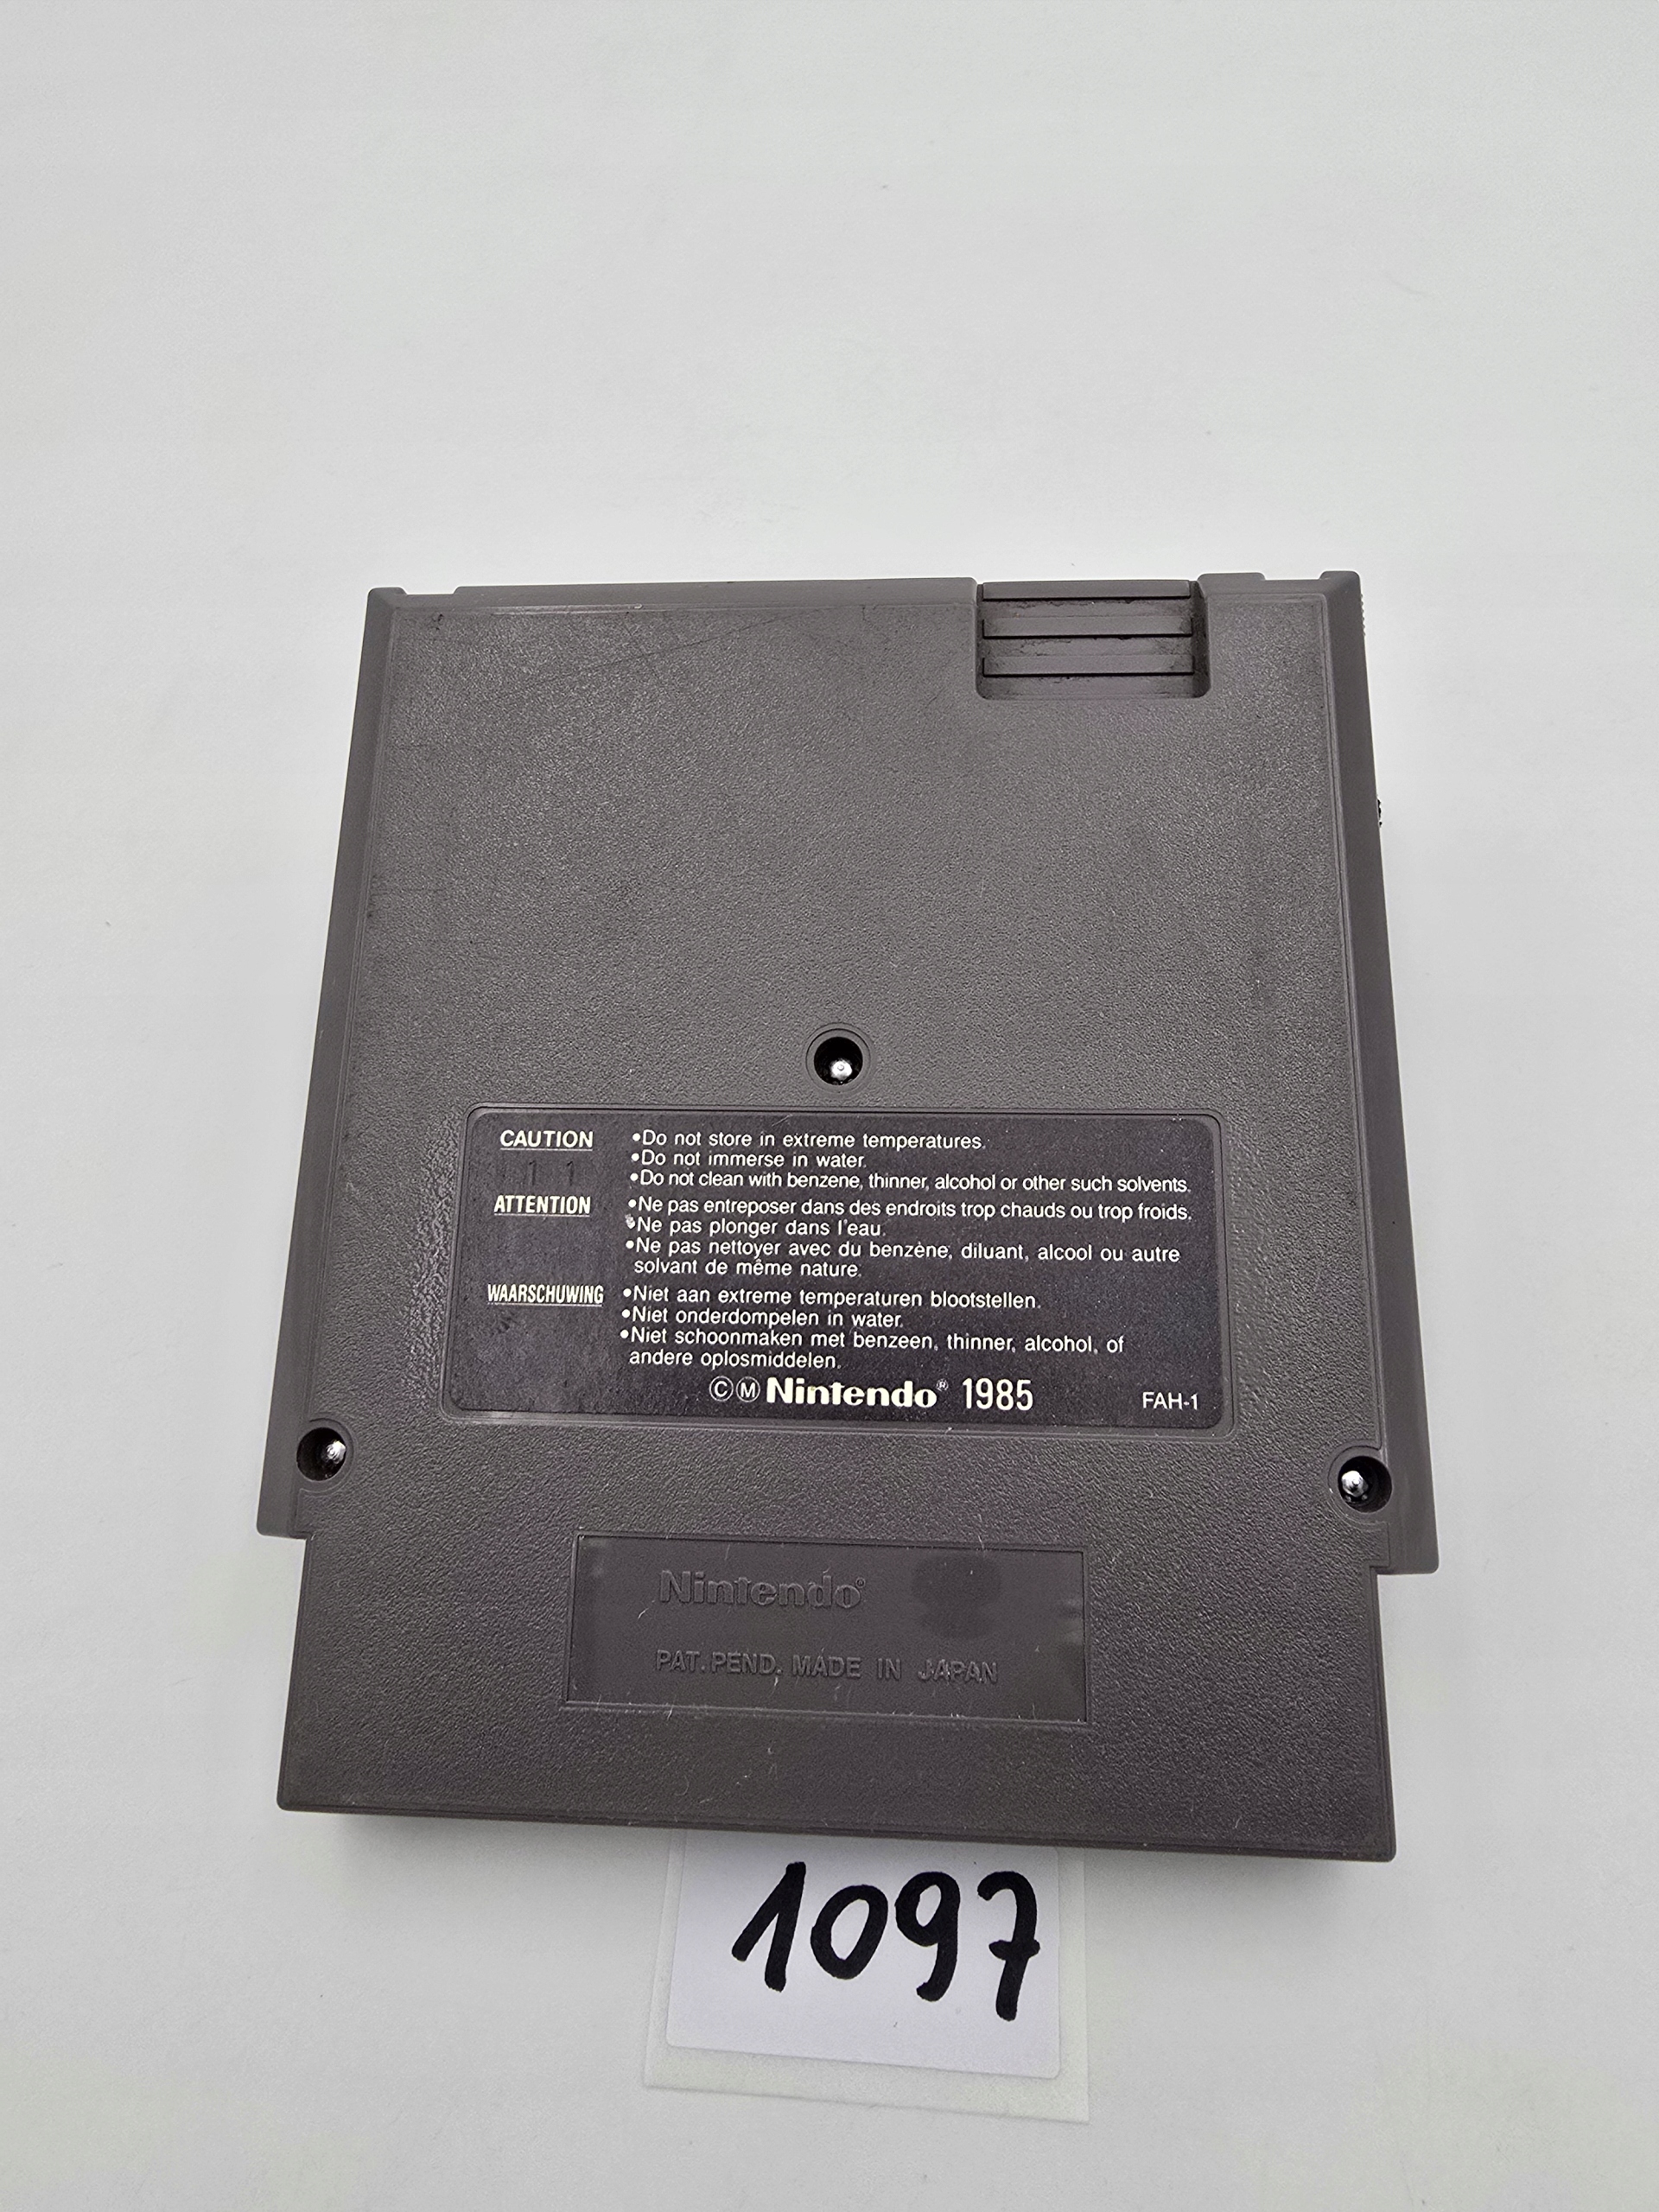 CAUTION •Do not store in extreme temperatures.
•Do not immerse in water.
1 1 •Do not clean with benzene, thinner, alcohol or other such solvents.
ATTENTION •Ne pas entreposer dans des endroits trop chauds ou trop froids.
•Ne pas plonger dans l'eau.
•Ne pas nettoyer avec du benzène, diluant, alcool ou autre
solvant de même nature.
WAARSCHUWING •Niet aan extreme temperaturen blootstellen.
•Niet onderdompelen in water.
•Niet schoonmaken met benzeen, thinner, alcohol, of
andere oplosmiddelen.
ⒸⓂ Nintendo® 1985 FAH-1
Nintendo®
PAT. PEND. MADE IN JAPAN
1097